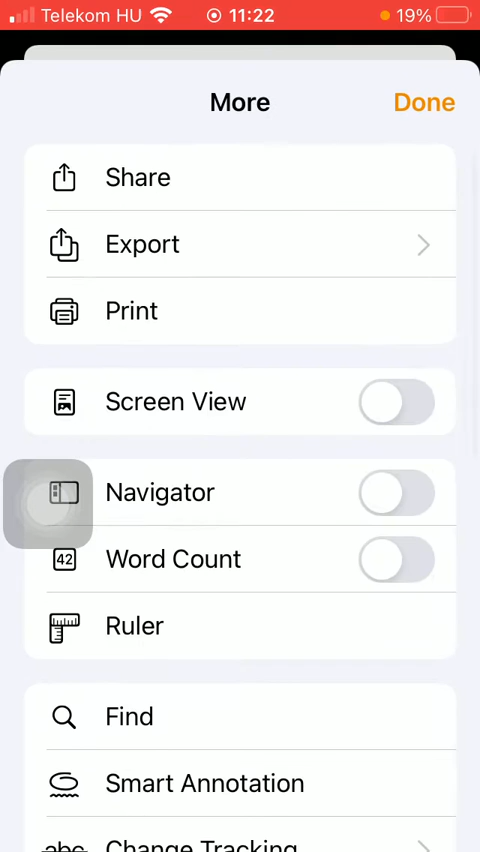 Telekom HU 11:22 19%
More Done
Share
Export
Print
Screen View
Navigator
42 Word Count
Ruler
Find
Smart Annotation
abc Change Tracking